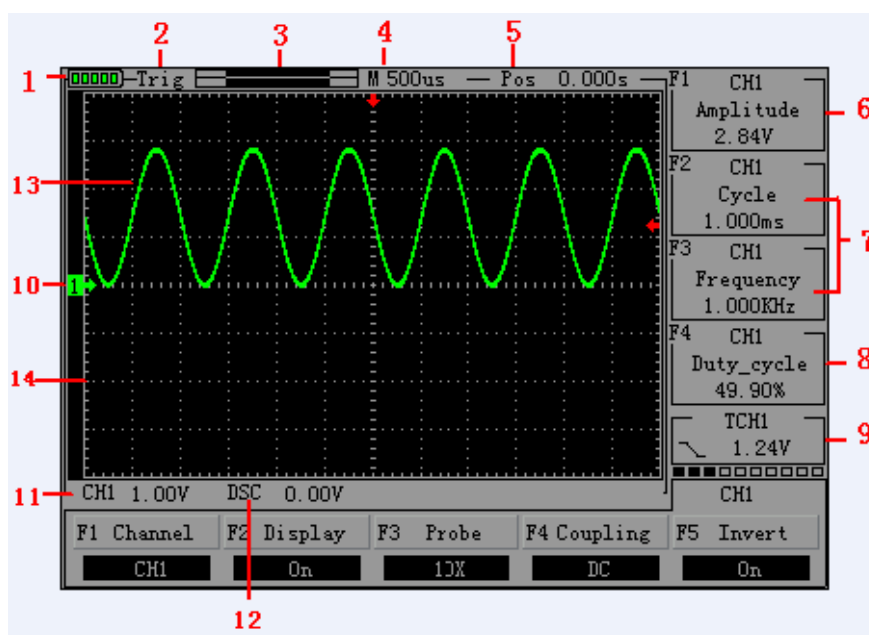 2 3 4 5
1 Trig M 500us Pos 0.000s
F1 CH1
Amplitude 6
2.84V
F2 CH1
13 Cycle
1.000ms
7
F3 CH1
10 1 Frequency
1.000KHz
F4 CH1
14 Duty_cycle 8
49.90%
TCH1
1.24V 9
11 CH1 1.00V DSC 0.00V CH1
F1 Channel F2 Display F3 Probe F4 Coupling F5 Invert
CH1 On 10X DC On
12